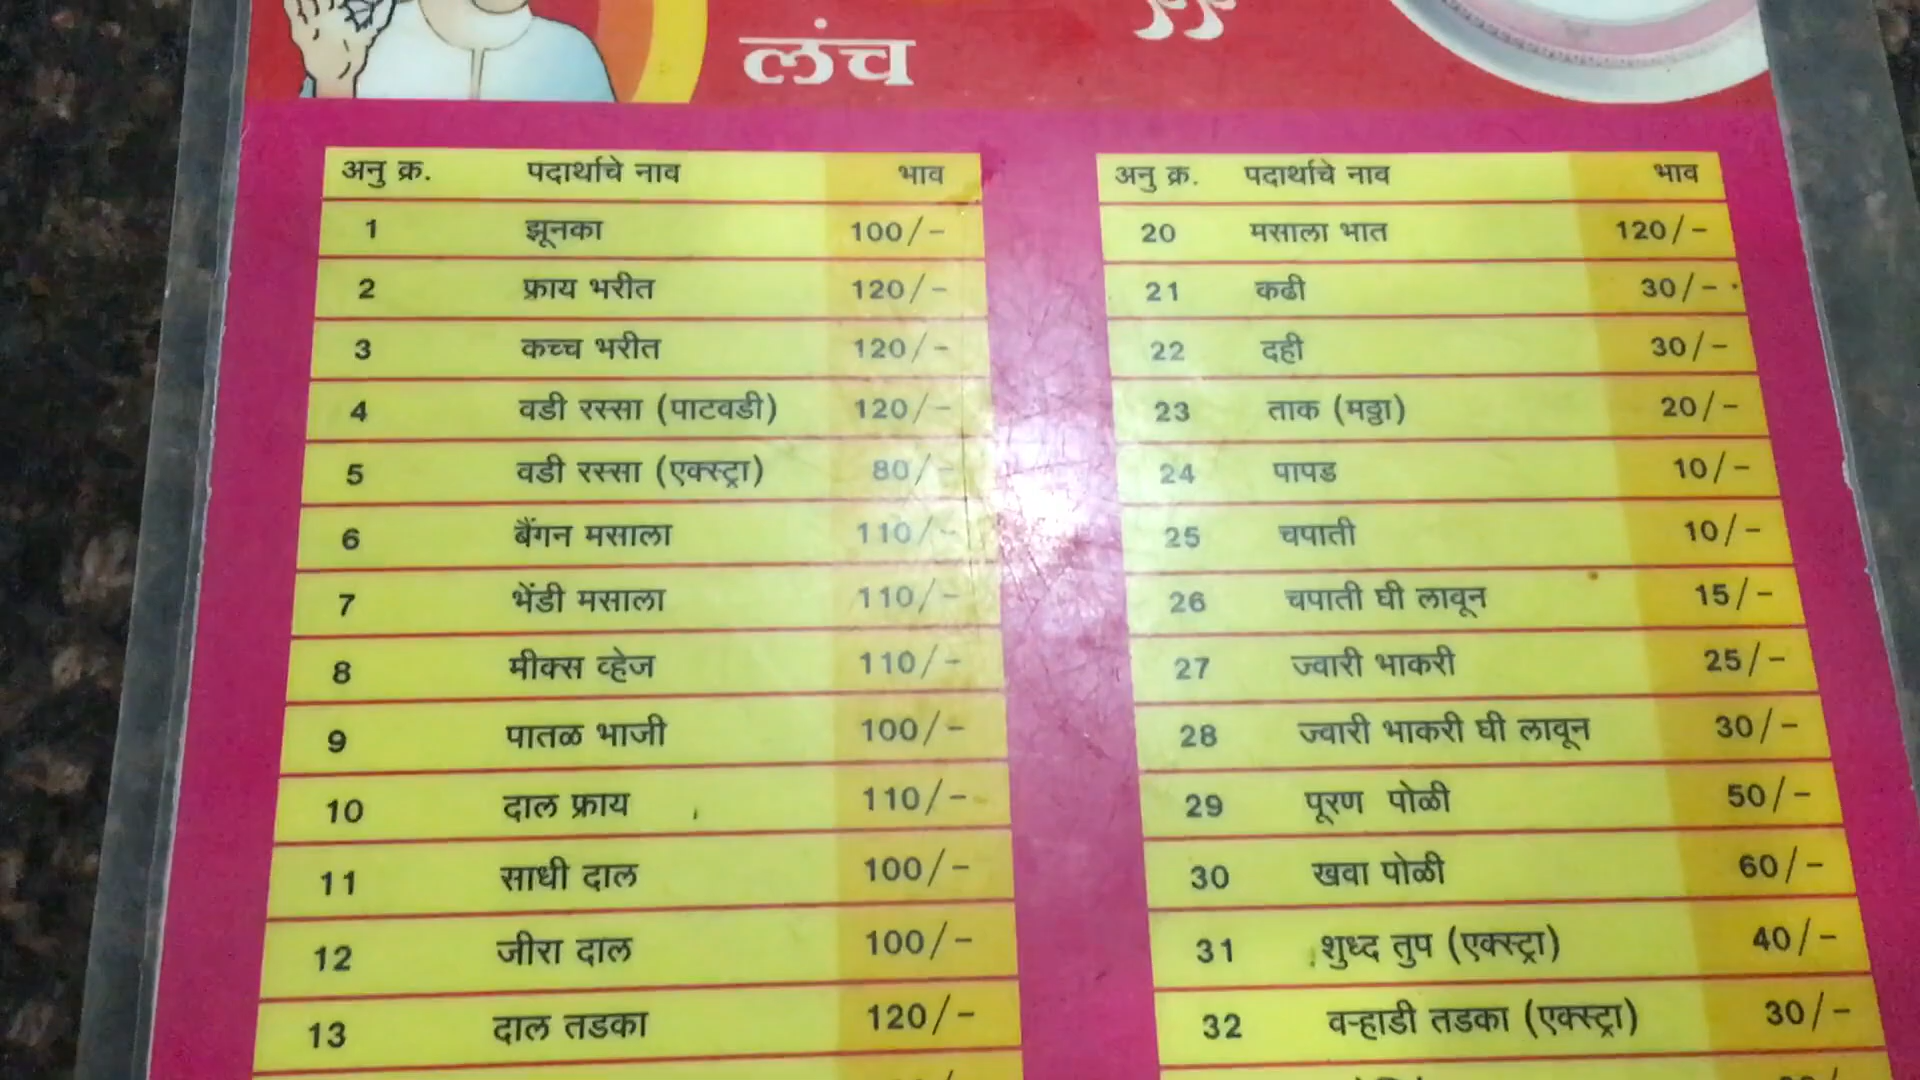 लंच
अनु क्र. पदार्थाचे नाव भाव
1 झूनका 100/-
2 फ्राय भरीत 120/-
3 कच्च भरीत 120/-
4 वडी रस्सा (पाटवडी) 120/-
5 वडी रस्सा (एक्स्ट्रा) 80/-
6 बैंगन मसाला 110/-
7 भेंडी मसाला 110/-
8 मीक्स व्हेज 110/-
9 पातळ भाजी 100/-
10 दाल फ्राय 110/-
11 साधी दाल 100/-
12 जीरा दाल 100/-
13 दाल तडका 120/-
अनु क्र. पदार्थाचे नाव भाव
20 मसाला भात 120/-
21 कढी 30/-
22 दही 30/-
23 ताक (मठ्ठा) 20/-
24 पापड 10/-
25 चपाती 10/-
26 चपाती घी लावून 15/-
27 ज्वारी भाकरी 25/-
28 ज्वारी भाकरी घी लावून 30/-
29 पूरण पोळी 50/-
30 खवा पोळी 60/-
31 शुध्द तुप (एक्स्ट्रा) 40/-
32 वऱ्हाडी तडका (एक्स्ट्रा) 30/-